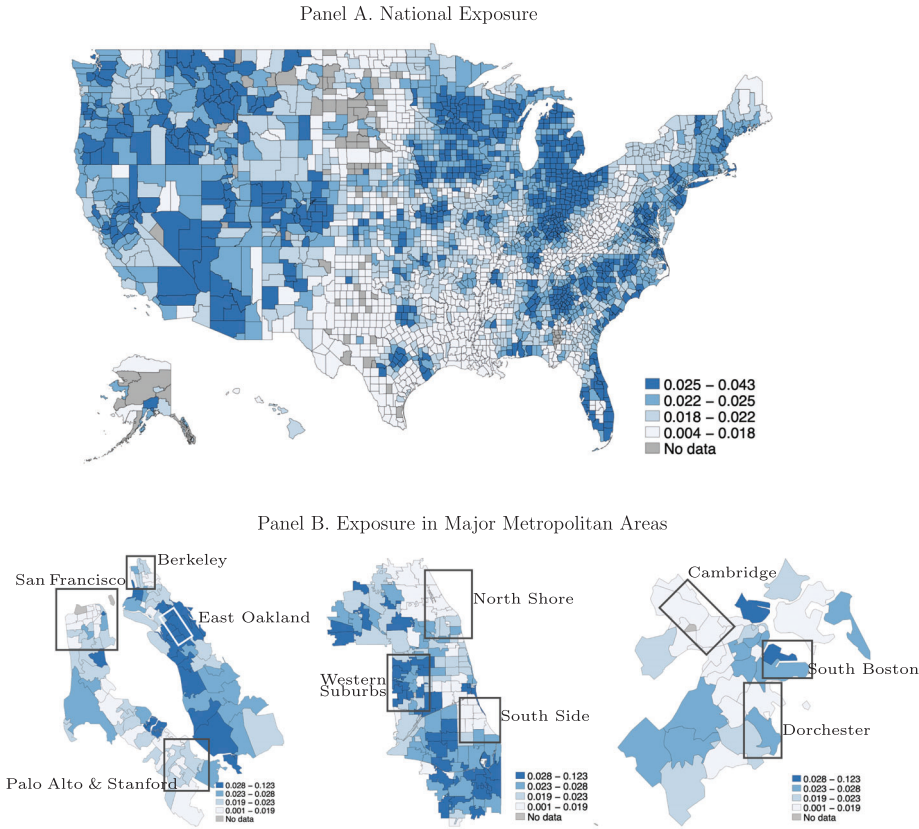 Panel A. National Exposure
0.025 – 0.043
0.022 – 0.025
0.018 – 0.022
0.004 – 0.018
No data
Panel B. Exposure in Major Metropolitan Areas
Berkeley
San Francisco
East Oakland
Palo Alto & Stanford
0.028 – 0.123
0.023 – 0.028
0.019 – 0.023
0.001 – 0.019
No data
North Shore
Western
Suburbs
South Side
0.028 – 0.123
0.023 – 0.028
0.019 – 0.023
0.001 – 0.019
No data
Cambridge
South Boston
Dorchester
0.028 – 0.123
0.023 – 0.028
0.019 – 0.023
0.001 – 0.019
No data